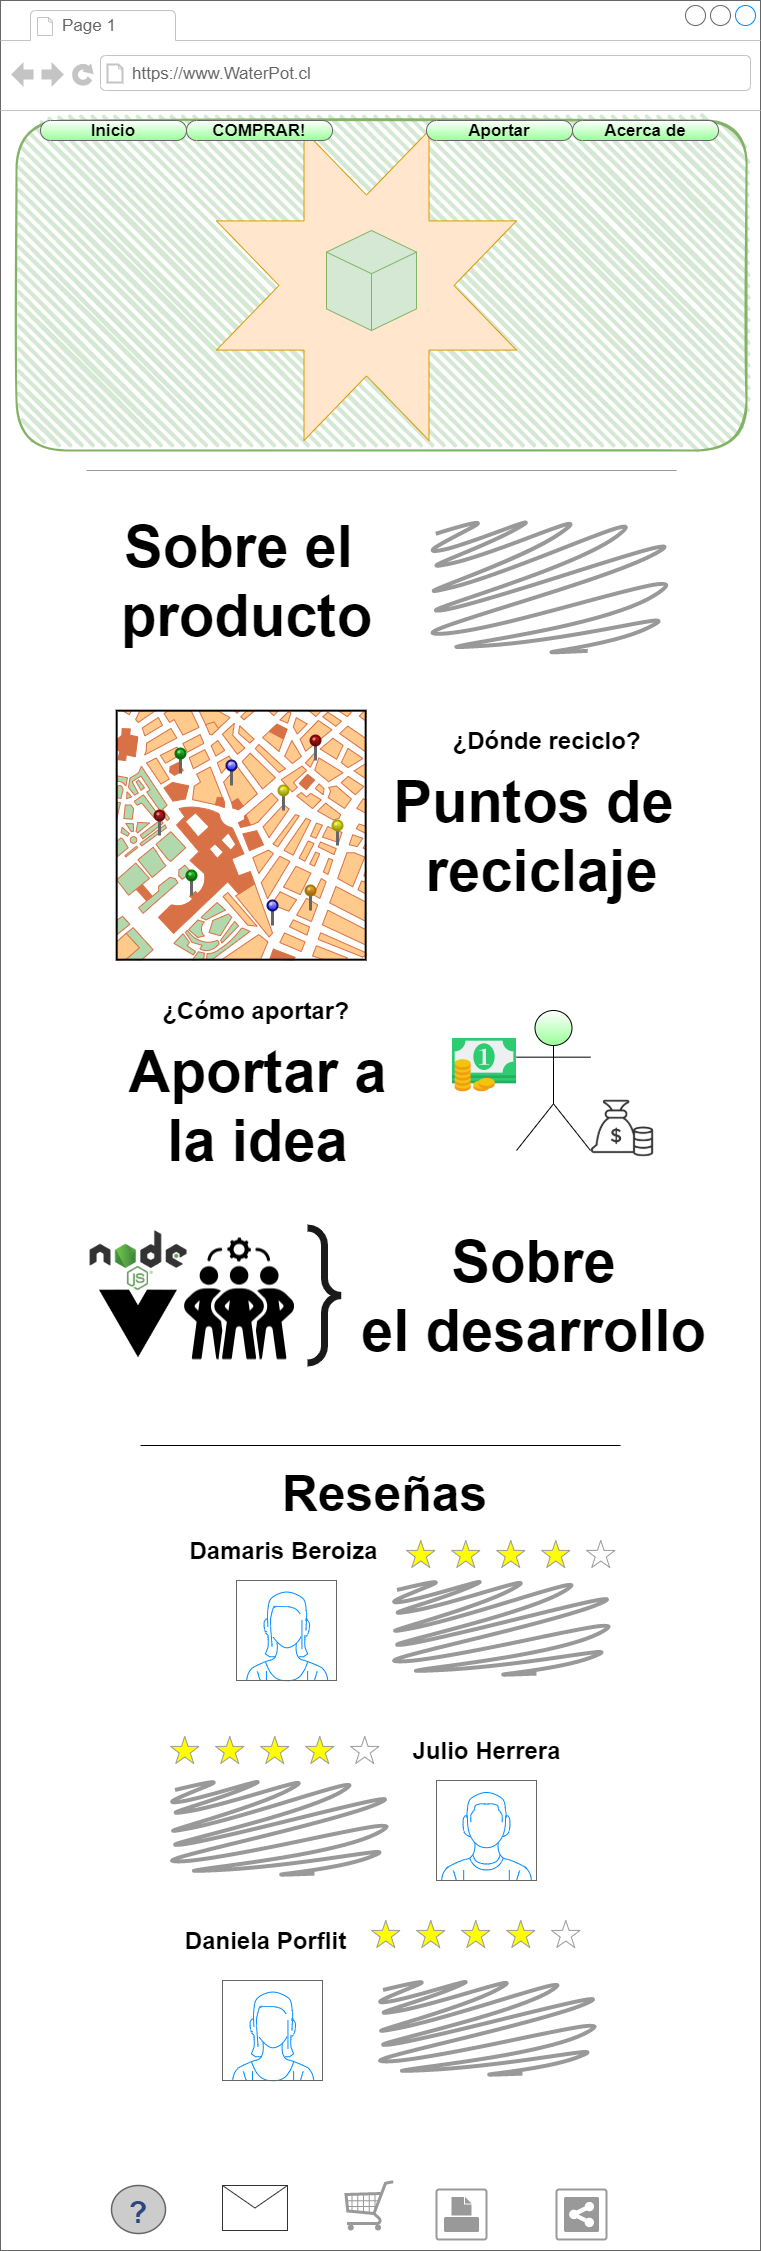 Page 1
https://www.WaterPot.cl
Inicio
COMPRAR!
Aportar
Acerca de
Sobre el
producto
¿Dónde reciclo?
Puntos de
reciclaje
¿Cómo aportar?
Aportar a
la idea
1
$
node
JS
Sobre
el desarrollo
Reseñas
Damaris Beroiza
Julio Herrera
Daniela Porflit
?